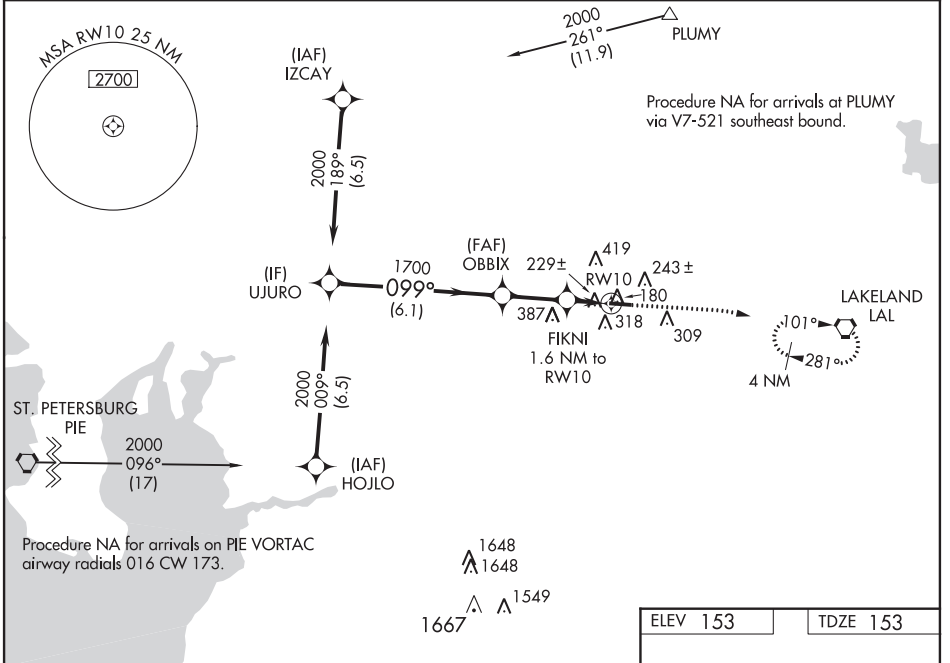 MSA RW10 25 NM
2700
(IAF)
IZCAY
2000
261°
(11.9)
PLUMY
Procedure NA for arrivals at PLUMY
via V7-521 southeast bound.
2000
189°
(6.5)
(IF)
UJURO
1700
099°
(6.1)
(FAF)
OBBIX
229±
419
RW10
243±
180
387
318
309
FIKNI
1.6 NM to
RW10
LAKELAND
LAL
101°
281°
4 NM
2000
009°
(6.5)
ST. PETERSBURG
PIE
2000
096°
(17)
(IAF)
HOJLO
Procedure NA for arrivals on PIE VORTAC
airway radials 016 CW 173.
1648
1648
1549
1667
ELEV 153
TDZE 153